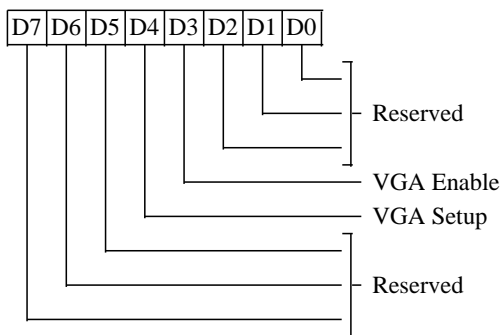 D7 D6 D5 D4 D3 D2 D1 D0
Reserved
VGA Enable
VGA Setup
Reserved